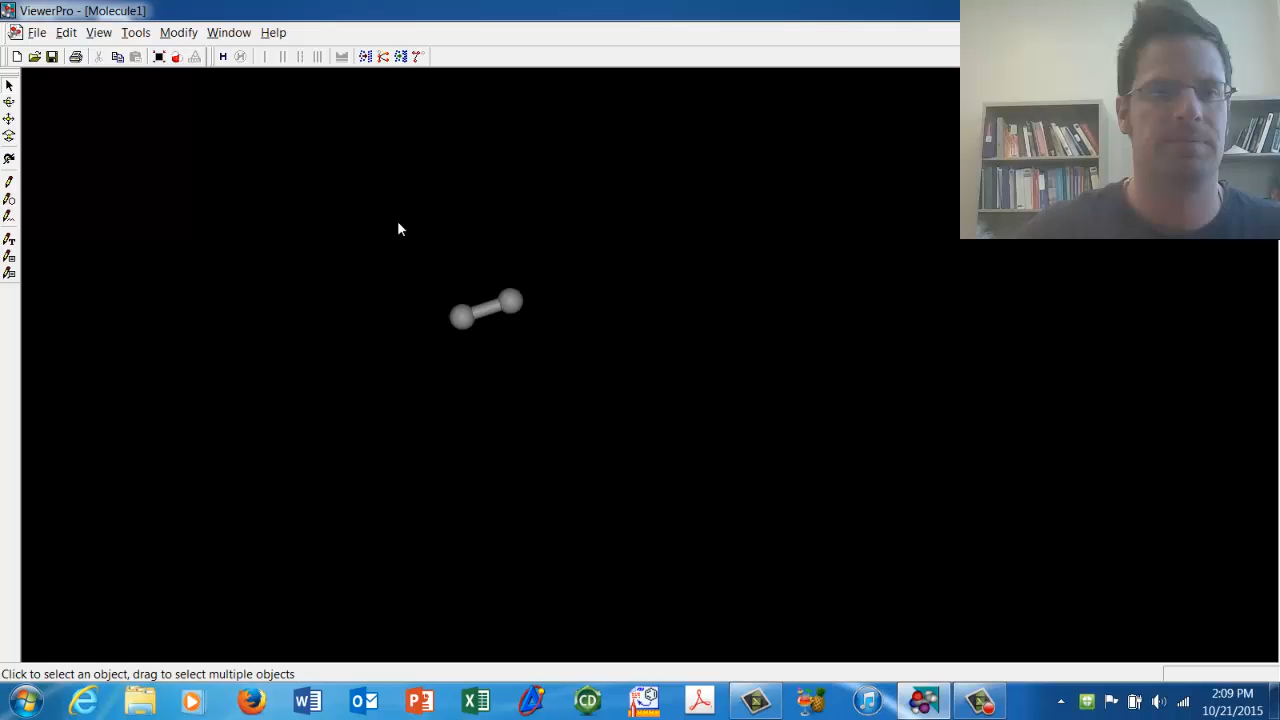 ViewerPro - [Molecule1]
File Edit View Tools Modify Window Help
H
Click to select an object, drag to select multiple objects
2:09 PM
10/21/2015